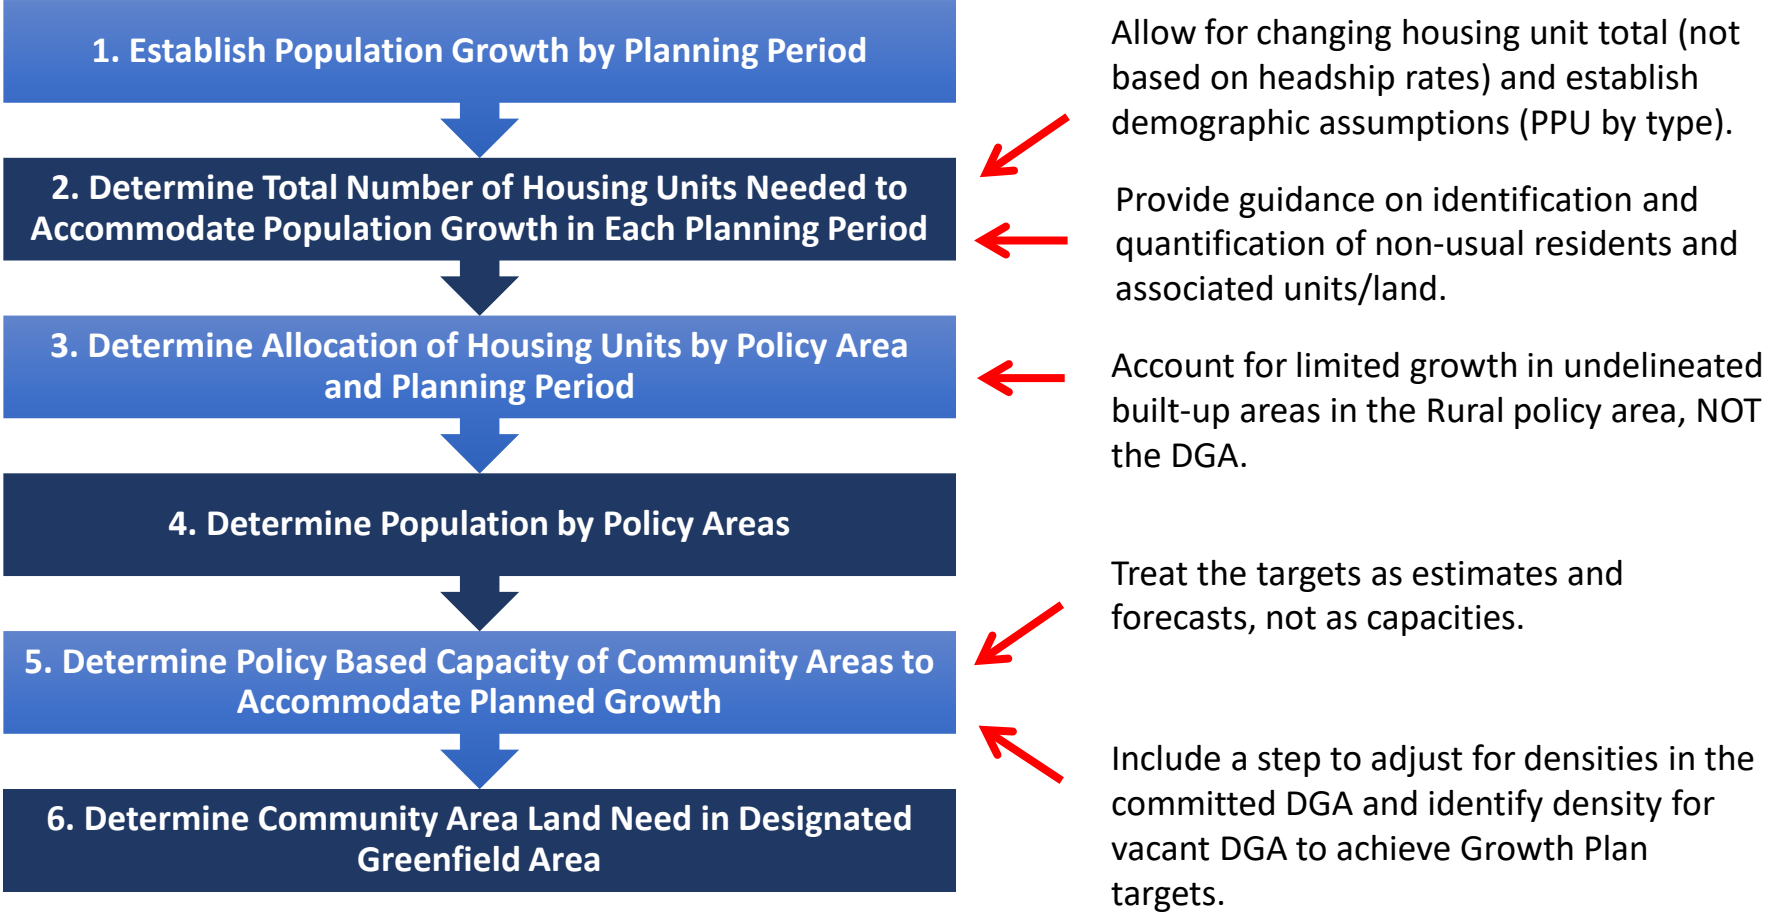 1. Establish Population Growth by Planning Period
2. Determine Total Number of Housing Units Needed to
Accommodate Population Growth in Each Planning Period
3. Determine Allocation of Housing Units by Policy Area
and Planning Period
4. Determine Population by Policy Areas
5. Determine Policy Based Capacity of Community Areas to
Accommodate Planned Growth
6. Determine Community Area Land Need in Designated
Greenfield Area
Allow for changing housing unit total (not
based on headship rates) and establish
demographic assumptions (PPU by type).
Provide guidance on identification and
quantification of non-usual residents and
associated units/land.
Account for limited growth in undelineated
built-up areas in the Rural policy area, NOT
the DGA.
Treat the targets as estimates and
forecasts, not as capacities.
Include a step to adjust for densities in the
committed DGA and identify density for
vacant DGA to achieve Growth Plan
targets.